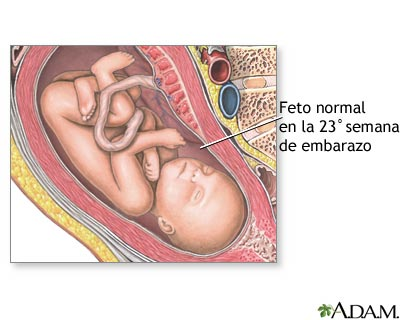 Feto normal
en la 23° semana
de embarazo
A.D.A.M.